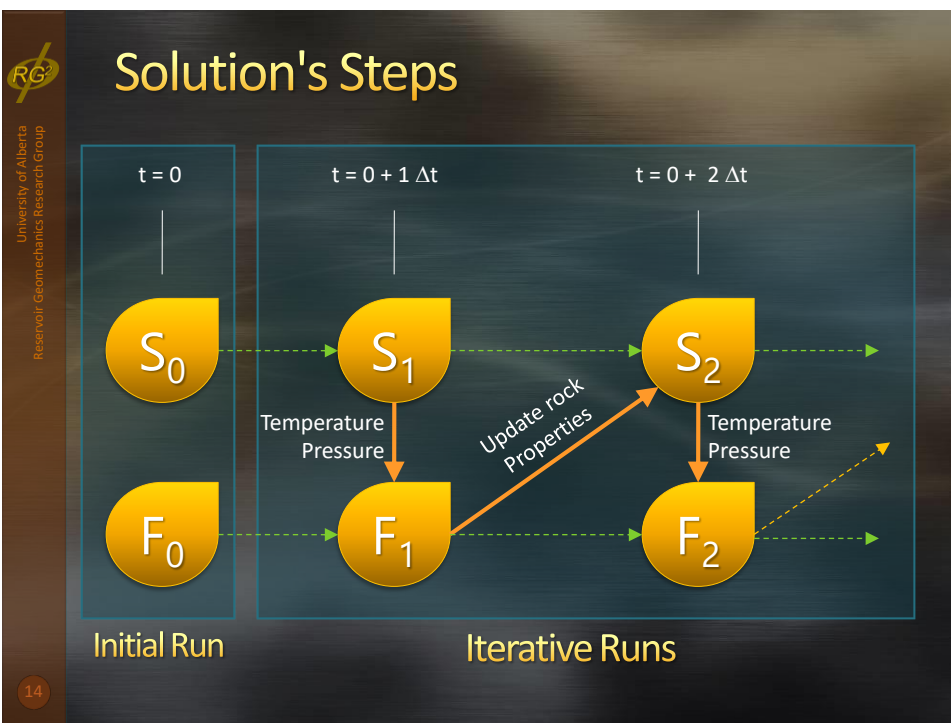 RG²
University of Alberta
Reservoir Geomechanics Research Group
Solution's Steps
t = 0
t = 0 + 1 Δt
t = 0 + 2 Δt
S₀
S₁
S₂
Temperature
Pressure
Update rock
Properties
Temperature
Pressure
F₀
F₁
F₂
Initial Run
Iterative Runs
14